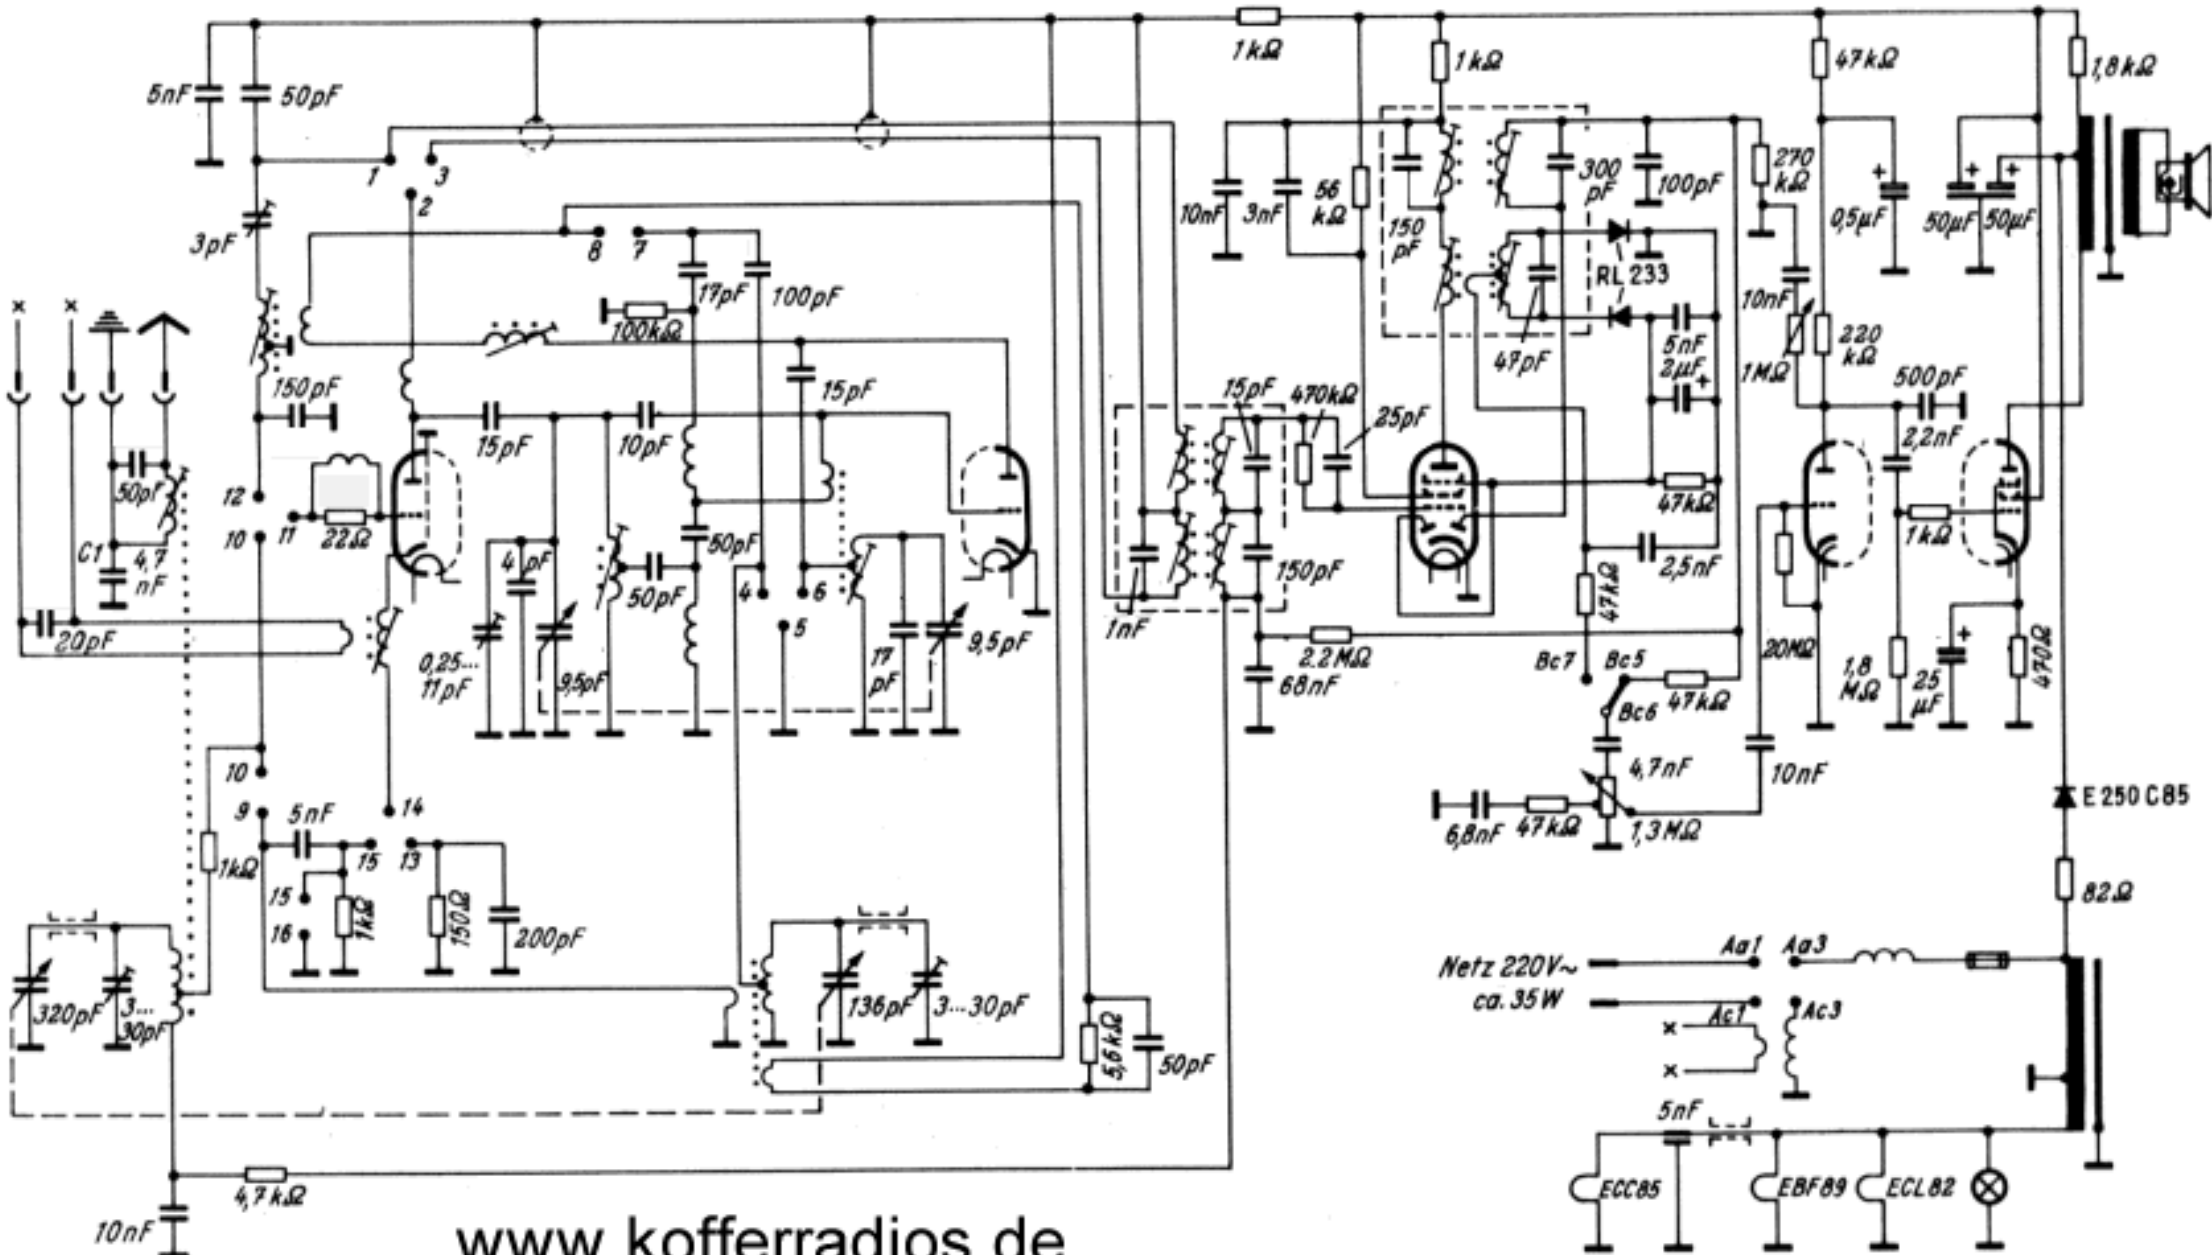 1kΩ
1kΩ
47kΩ
1,8kΩ
5nF
50pF
1
3
2
3pF
8
7
17pF
100pF
100kΩ
10nF
3nF
56 kΩ
150 pF
300 pF
100pF
270 kΩ
0,5µF
+
50µF
+
50µF
+
RL 233
47pF
5nF
2µF
+
10nF
1MΩ
220 kΩ
500pF
2,2nF
x
x
150pF
15pF
10pF
15pF
15pF
470kΩ
25pF
50pF
12
10
11
22Ω
C1
4,7 nF
20pF
4 pF
0,25... 11pF
9,5pF
50pF
50pF
4
6
5
17 pF
9,5pF
1nF
150pF
68nF
2.2MΩ
47kΩ
2,5nF
47kΩ
Bc7
Bc5
Bc6
47kΩ
20MΩ
1kΩ
1,8 MΩ
25 µF
+
470Ω
4,7nF
10nF
6,8nF
47kΩ
1,3MΩ
E 250 C85
82Ω
10
9
5nF
14
15
13
15
16
1kΩ
1kΩ
150Ω
200pF
320pF
3... 30pF
136pF
3...30pF
5,6kΩ
50pF
Netz 220V~
ca. 35W
Aa1
Aa3
Ac1
Ac3
x
x
5nF
ECC85
EBF89
ECL82
4,7kΩ
10nF
www.kofferradios.de